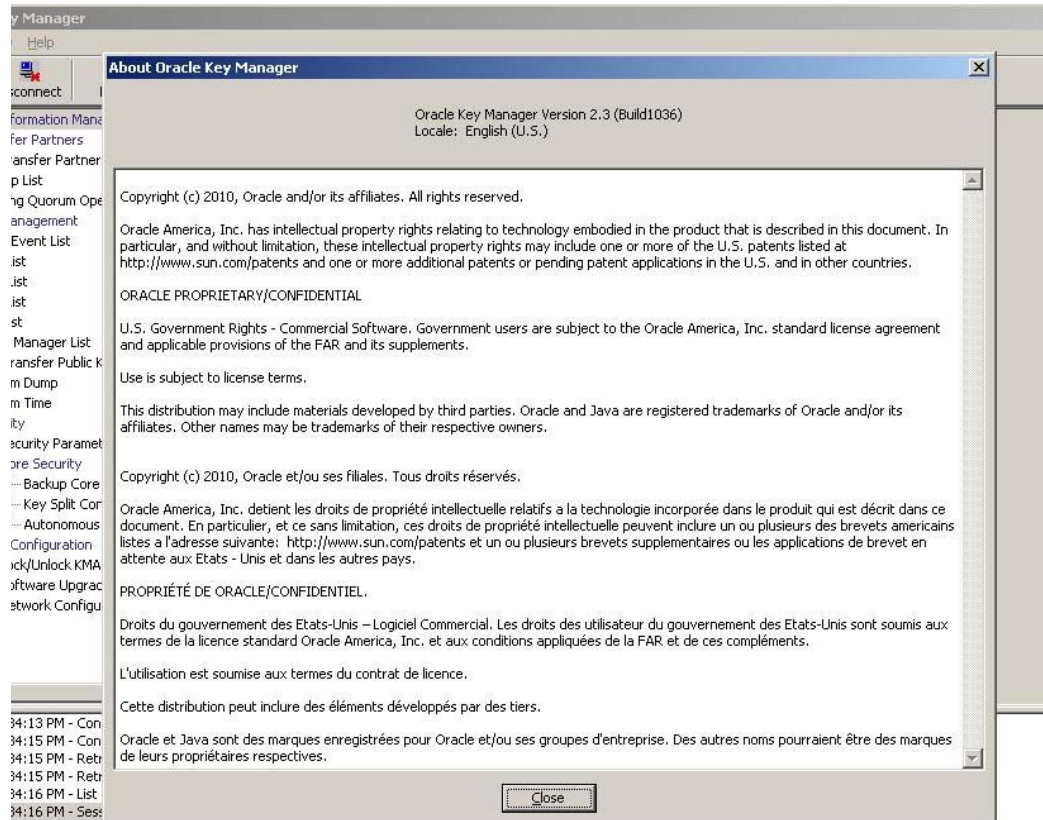 y Manager
Help
connect
About Oracle Key Manager
Oracle Key Manager Version 2.3 (Build1036)
Locale: English (U.S.)
formation Mana
fer Partners
ransfer Partner
p List
ng Quorum Ope
anagement
Event List
ist
ist
ist
st
Manager List
ransfer Public K
m Dump
m Time
ity
ecurity Paramet
ore Security
Backup Core
Key Split Con
Autonomous
Configuration
ock/Unlock KMA
oftware Upgrad
etwork Configu
Copyright (c) 2010, Oracle and/or its affiliates. All rights reserved.
Oracle America, Inc. has intellectual property rights relating to technology embodied in the product that is described in this document. In
particular, and without limitation, these intellectual property rights may include one or more of the U.S. patents listed at
http://www.sun.com/patents and one or more additional patents or pending patent applications in the U.S. and in other countries.
ORACLE PROPRIETARY/CONFIDENTIAL
U.S. Government Rights - Commercial Software. Government users are subject to the Oracle America, Inc. standard license agreement
and applicable provisions of the FAR and its supplements.
Use is subject to license terms.
This distribution may include materials developed by third parties. Oracle and Java are registered trademarks of Oracle and/or its
affiliates. Other names may be trademarks of their respective owners.
Copyright (c) 2010, Oracle et/ou ses filiales. Tous droits réservés.
Oracle America, Inc. detient les droits de propriété intellectuelle relatifs a la technologie incorporée dans le produit qui est décrit dans ce
document. En particulier, et ce sans limitation, ces droits de propriété intellectuelle peuvent inclure un ou plusieurs des brevets americains
listes a l'adresse suivante: http://www.sun.com/patents et un ou plusieurs brevets supplementaires ou les applications de brevet en
attente aux Etats - Unis et dans les autres pays.
PROPRIÉTÉ DE ORACLE/CONFIDENTIEL.
Droits du gouvernement des Etats-Unis – Logiciel Commercial. Les droits des utilisateur du gouvernement des Etats-Unis sont soumis aux
termes de la licence standard Oracle America, Inc. et aux conditions appliquées de la FAR et de ces compléments.
L'utilisation est soumise aux termes du contrat de licence.
Cette distribution peut inclure des éléments développés par des tiers.
Oracle et Java sont des marques enregistrées pour Oracle et/ou ses groupes d'entreprise. Des autres noms pourraient être des marques
de leurs propriétaires respectives.
34:13 PM - Con
34:15 PM - Con
34:15 PM - Retr
34:15 PM - Retr
34:16 PM - List
34:16 PM - Sess
Close